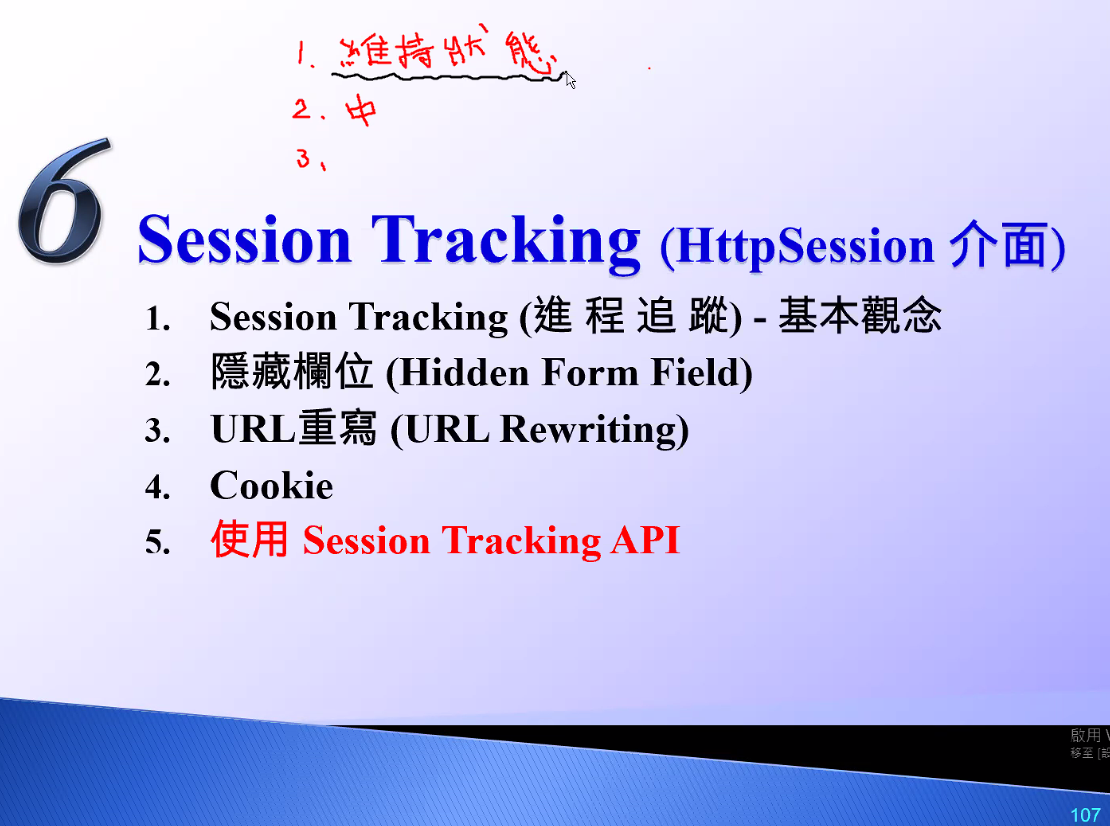 1. 維持狀態
2. 中
3、
6
Session Tracking (HttpSession 介面)
1. Session Tracking (進 程 追 蹤) - 基本觀念
2. 隱藏欄位 (Hidden Form Field)
3. URL重寫 (URL Rewriting)
4. Cookie
5. 使用 Session Tracking API
啟用
移至 [設
107